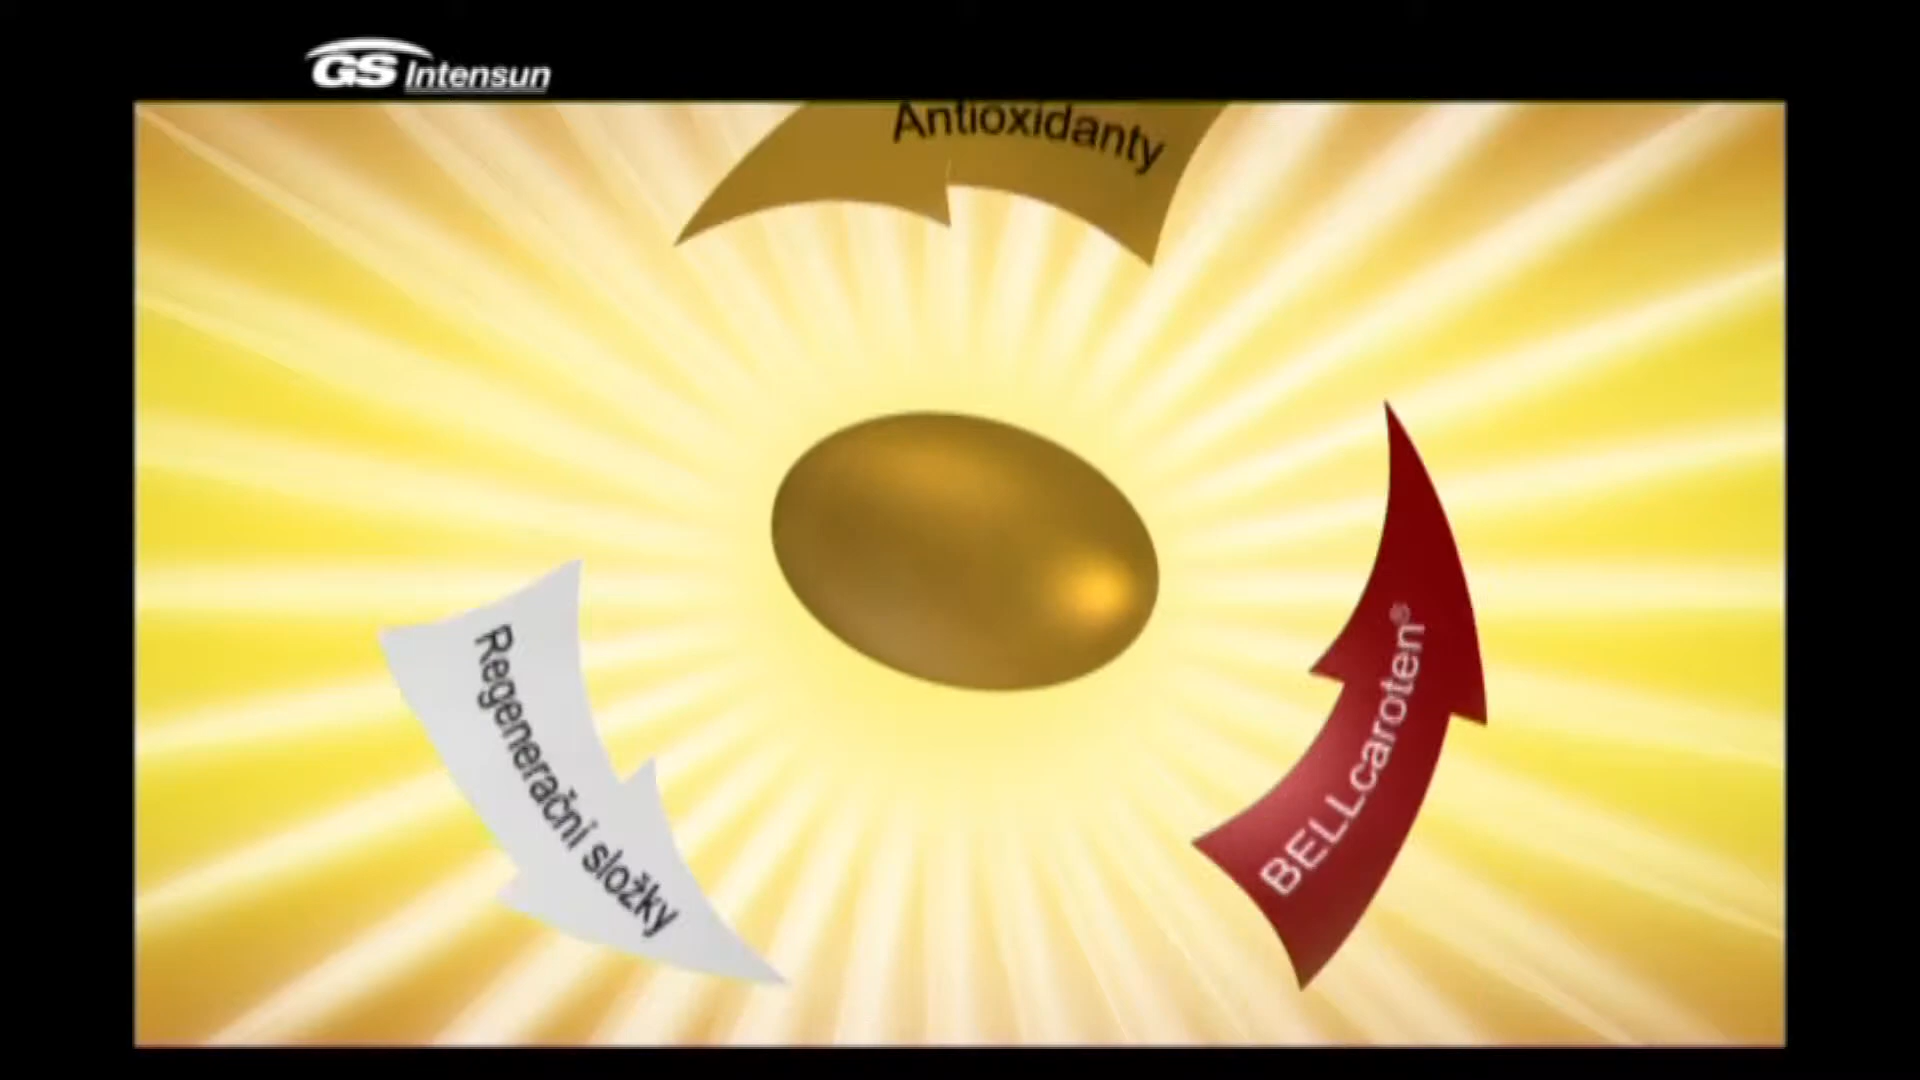 GS Intensun
Antioxidanty
Regenerační složky
BELLcaroten®